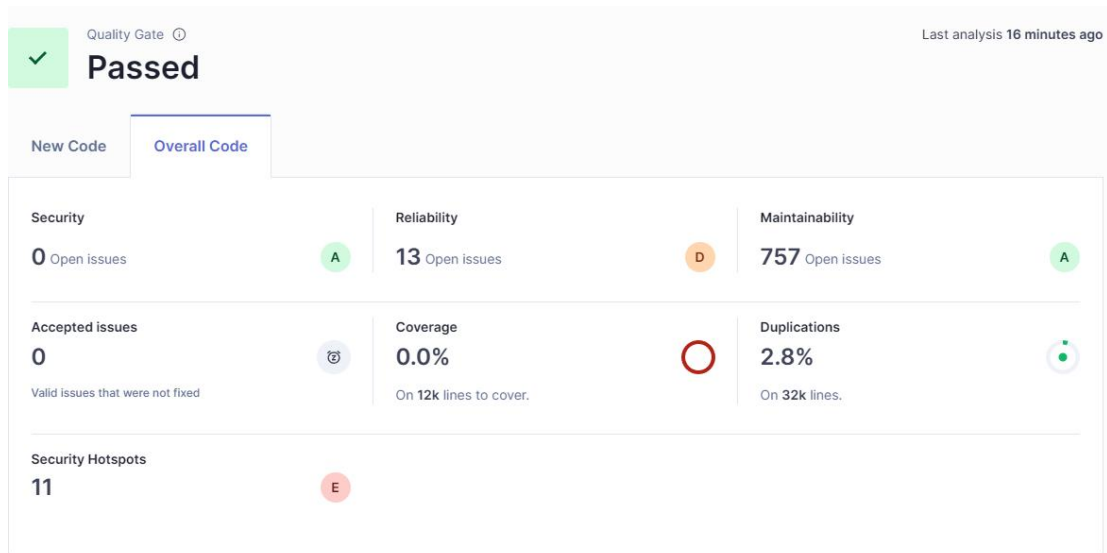 Quality Gate
Last analysis 16 minutes ago
Passed
New Code
Overall Code
Security
0 Open issues
A
Reliability
13 Open issues
D
Maintainability
757 Open issues
A
Accepted issues
0
Valid issues that were not fixed
Coverage
0.0%
On 12k lines to cover.
Duplications
2.8%
On 32k lines.
Security Hotspots
11
E